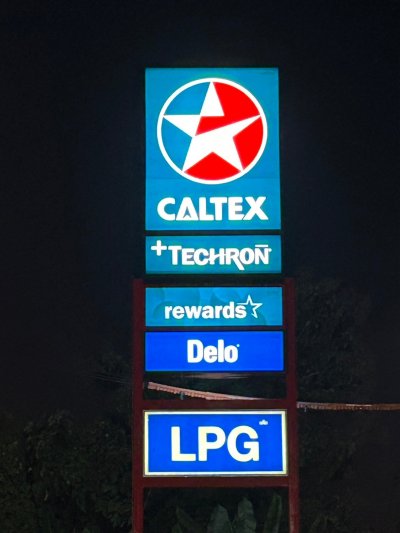 CALTEX
+TECHRON
rewards
Delo
LPG